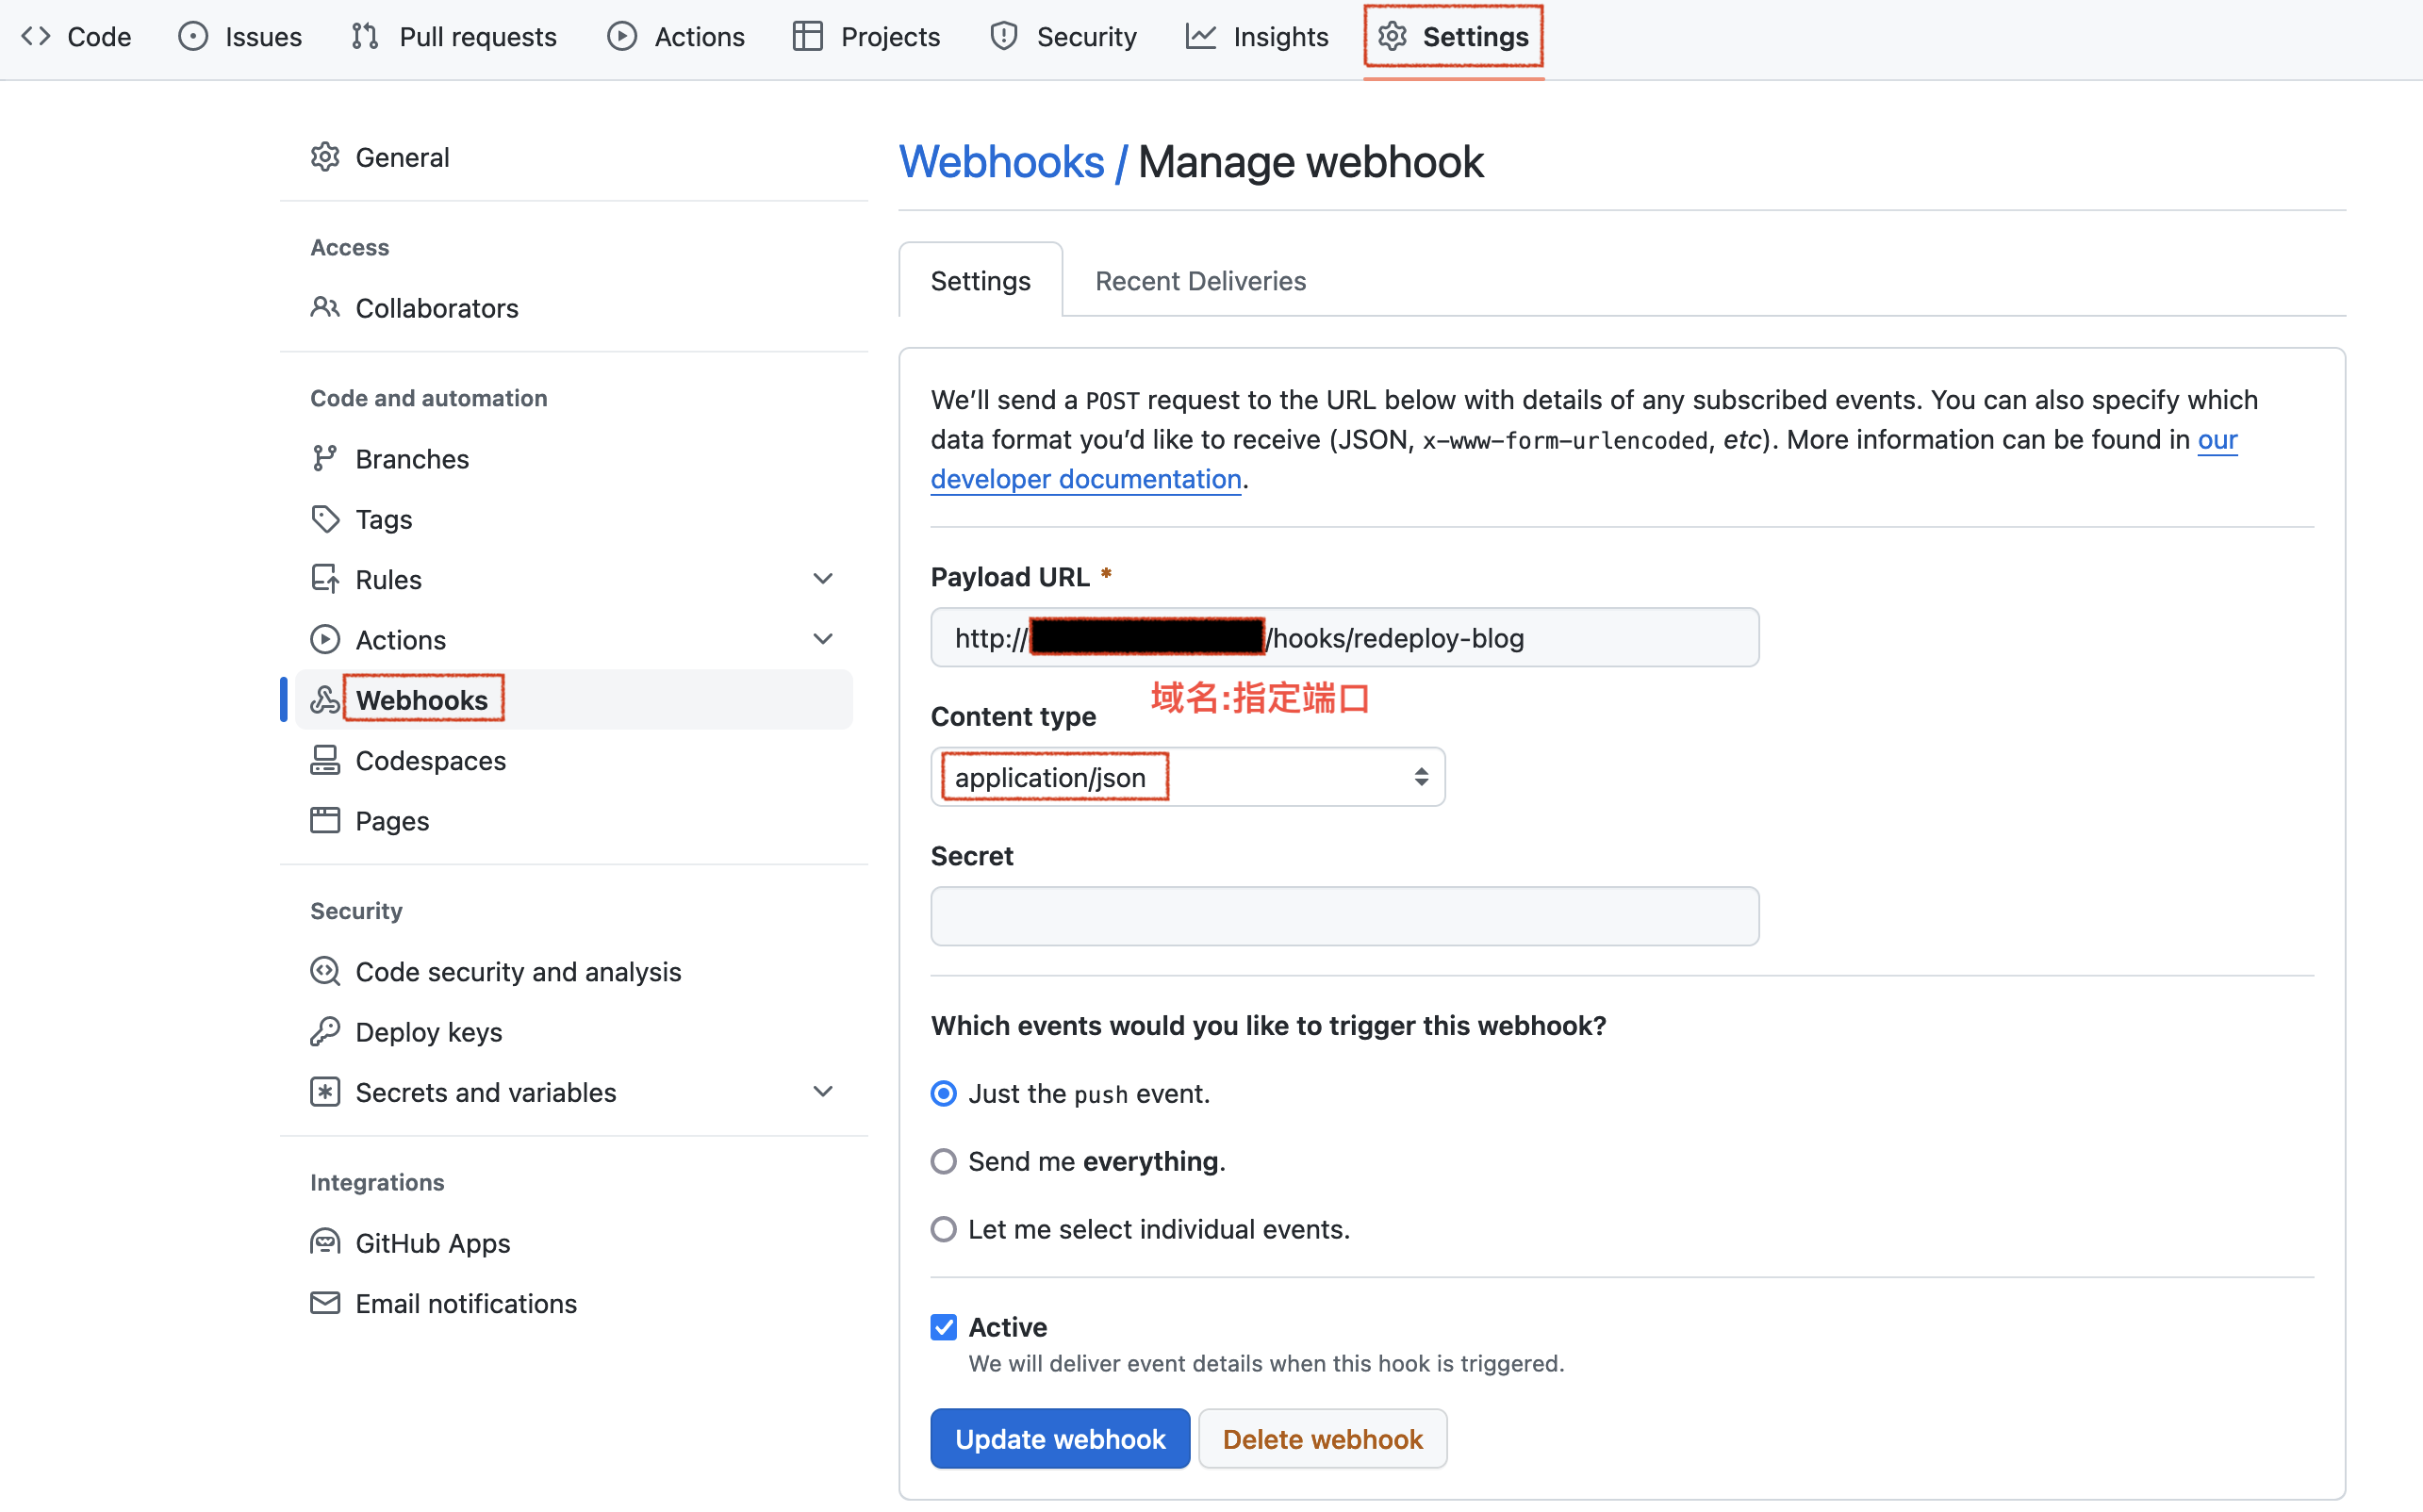 Code Issues Pull requests Actions Projects Security Insights Settings
General
Access
Collaborators
Code and automation
Branches
Tags
Rules
Actions
Webhooks
Codespaces
Pages
Security
Code security and analysis
Deploy keys
Secrets and variables
Integrations
GitHub Apps
Email notifications
Webhooks / Manage webhook
Settings Recent Deliveries
We’ll send a POST request to the URL below with details of any subscribed events. You can also specify which
data format you’d like to receive (JSON, x-www-form-urlencoded, etc). More information can be found in our
developer documentation.
Payload URL *
http:// /hooks/redeploy-blog
域名:指定端口
Content type
application/json
Secret
Which events would you like to trigger this webhook?
Just the push event.
Send me everything.
Let me select individual events.
Active
We will deliver event details when this hook is triggered.
Update webhook Delete webhook